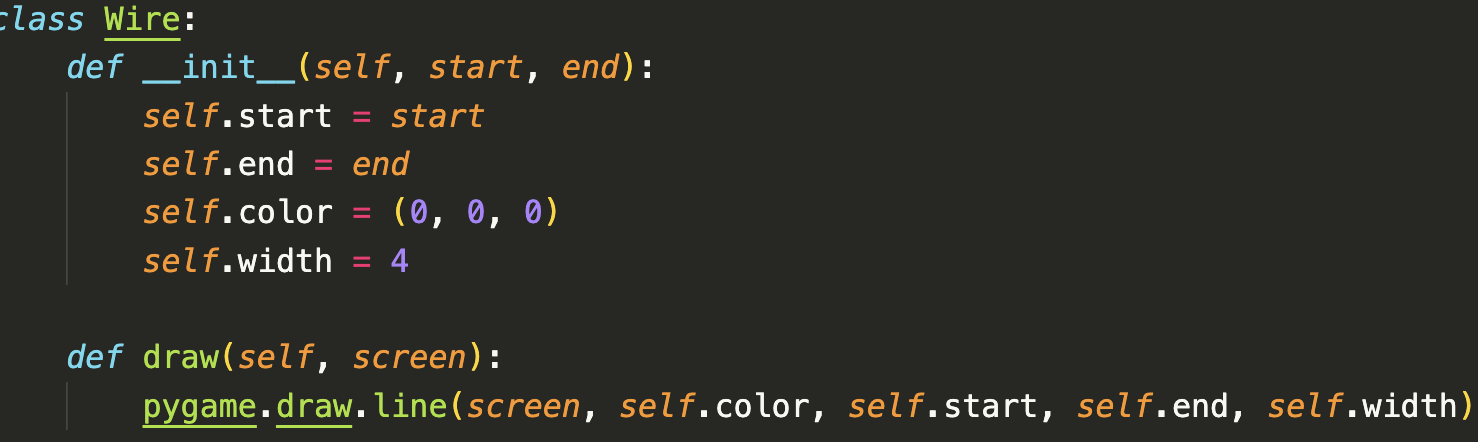 class Wire:
    def __init__(self, start, end):
        self.start = start
        self.end = end
        self.color = (0, 0, 0)
        self.width = 4

    def draw(self, screen):
        pygame.draw.line(screen, self.color, self.start, self.end, self.width)